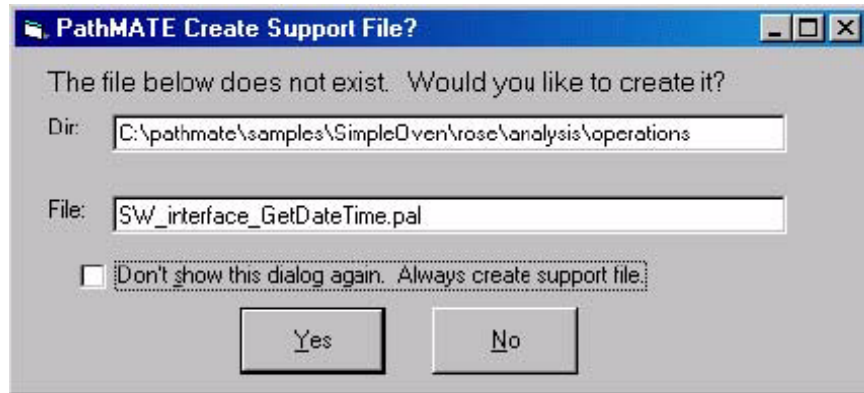 PathMATE Create Support File?
The file below does not exist. Would you like to create it?
Dir: C:\pathmate\samples\SimpleOven\rose\analysis\operations
File: SW_interface_GetDateTime.pal
Don't show this dialog again. Always create support file.
Yes No